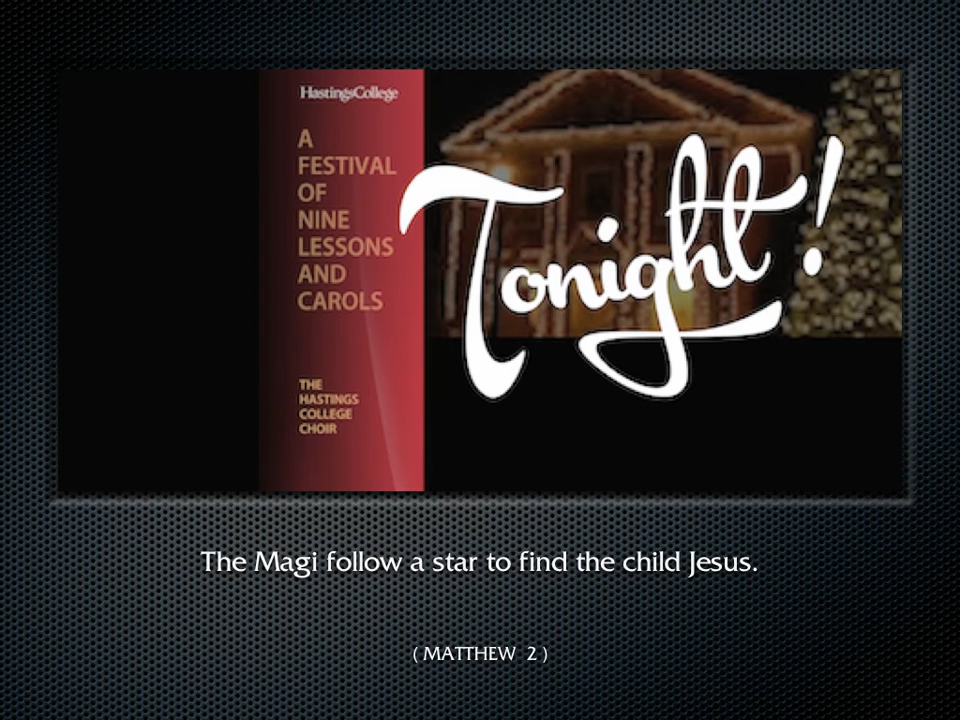 HastingsCollege
A
FESTIVAL
OF
NINE
LESSONS
AND
CAROLS
THE
HASTINGS
COLLEGE
CHOIR
Tonight!
The Magi follow a star to find the child Jesus.
( MATTHEW 2 )